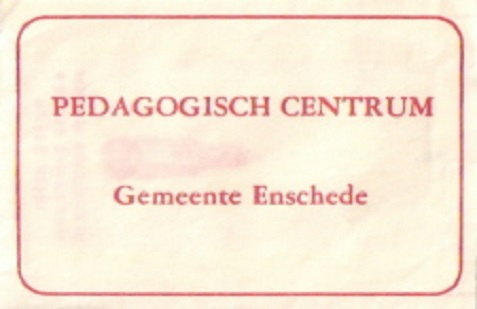 PEDAGOGISCH CENTRUM
Gemeente Enschede